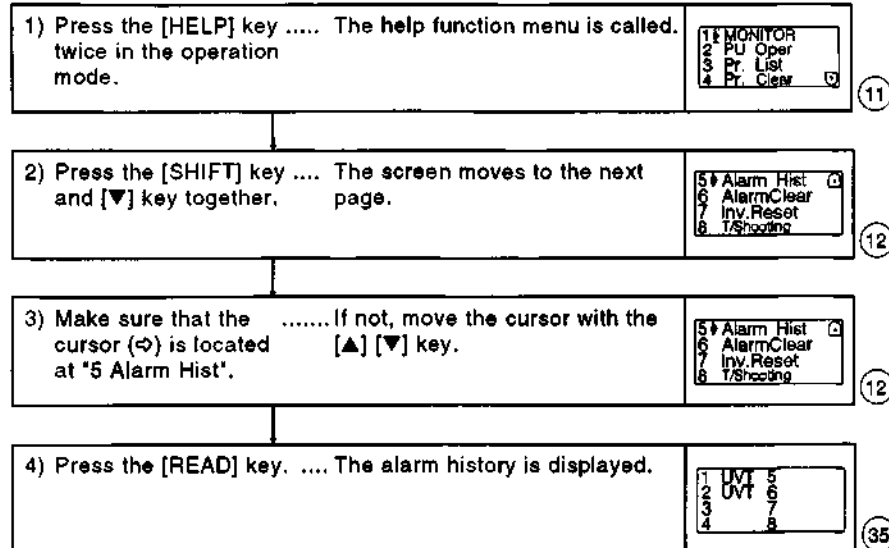 1) Press the [HELP] key ..... The help function menu is called.
twice in the operation
mode.
1 MONITOR
2 PU Oper
3 Pr. List
4 Pr. Clear
11
2) Press the [SHIFT] key .... The screen moves to the next
and [▼] key together. page.
5 Alarm Hist
6 AlarmClear
7 Inv.Reset
8 T/Shooting
12
3) Make sure that the ....... If not, move the cursor with the
cursor (⇨) is located [▲] [▼] key.
at "5 Alarm Hist".
5 Alarm Hist
6 AlarmClear
7 Inv.Reset
8 T/Shooting
12
4) Press the [READ] key. .... The alarm history is displayed.
1 UVT 5
2 UVT 6
3 7
4 8
35